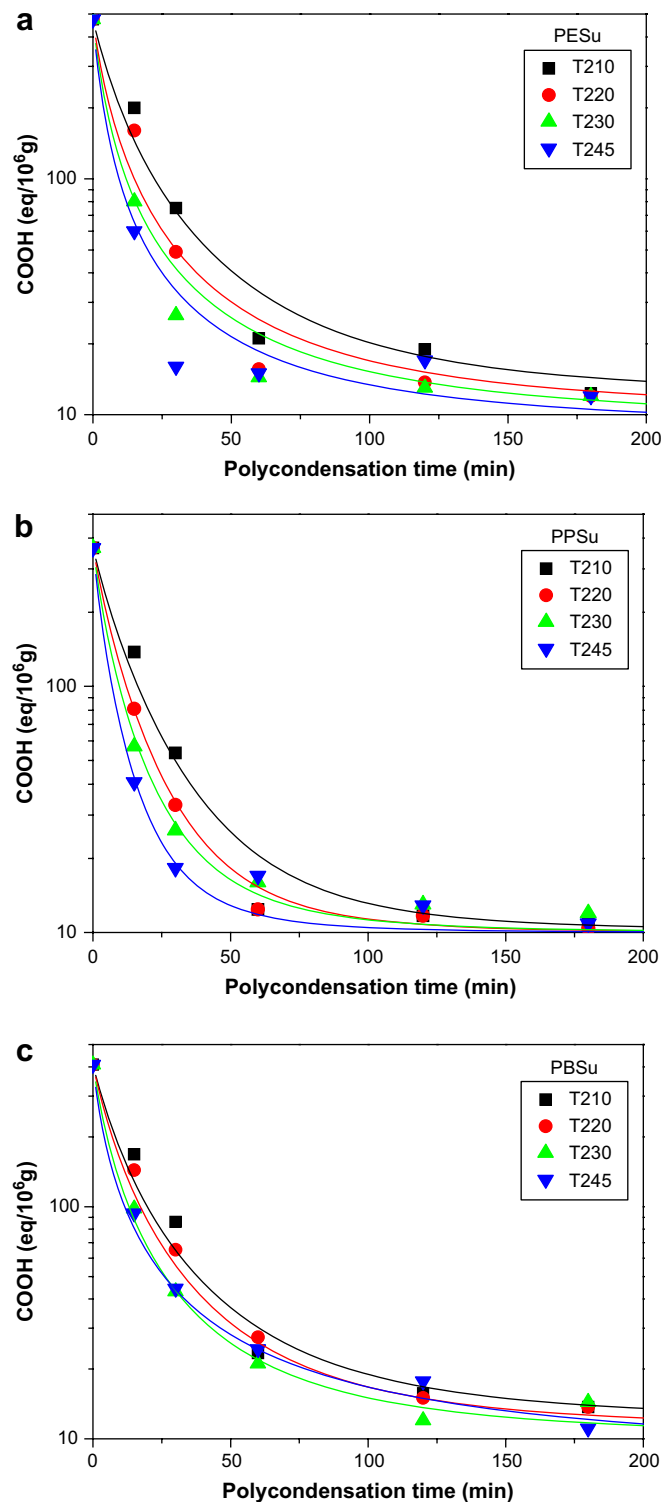 a
PESu
T210
T220
T230
T245
100
10
COOH (eq/10⁶g)
0 50 100 150 200
Polycondensation time (min)
b
PPSu
T210
T220
T230
T245
100
10
COOH (eq/10⁶g)
0 50 100 150 200
Polycondensation time (min)
c
PBSu
T210
T220
T230
T245
100
10
COOH (eq/10⁶g)
0 50 100 150 200
Polycondensation time (min)